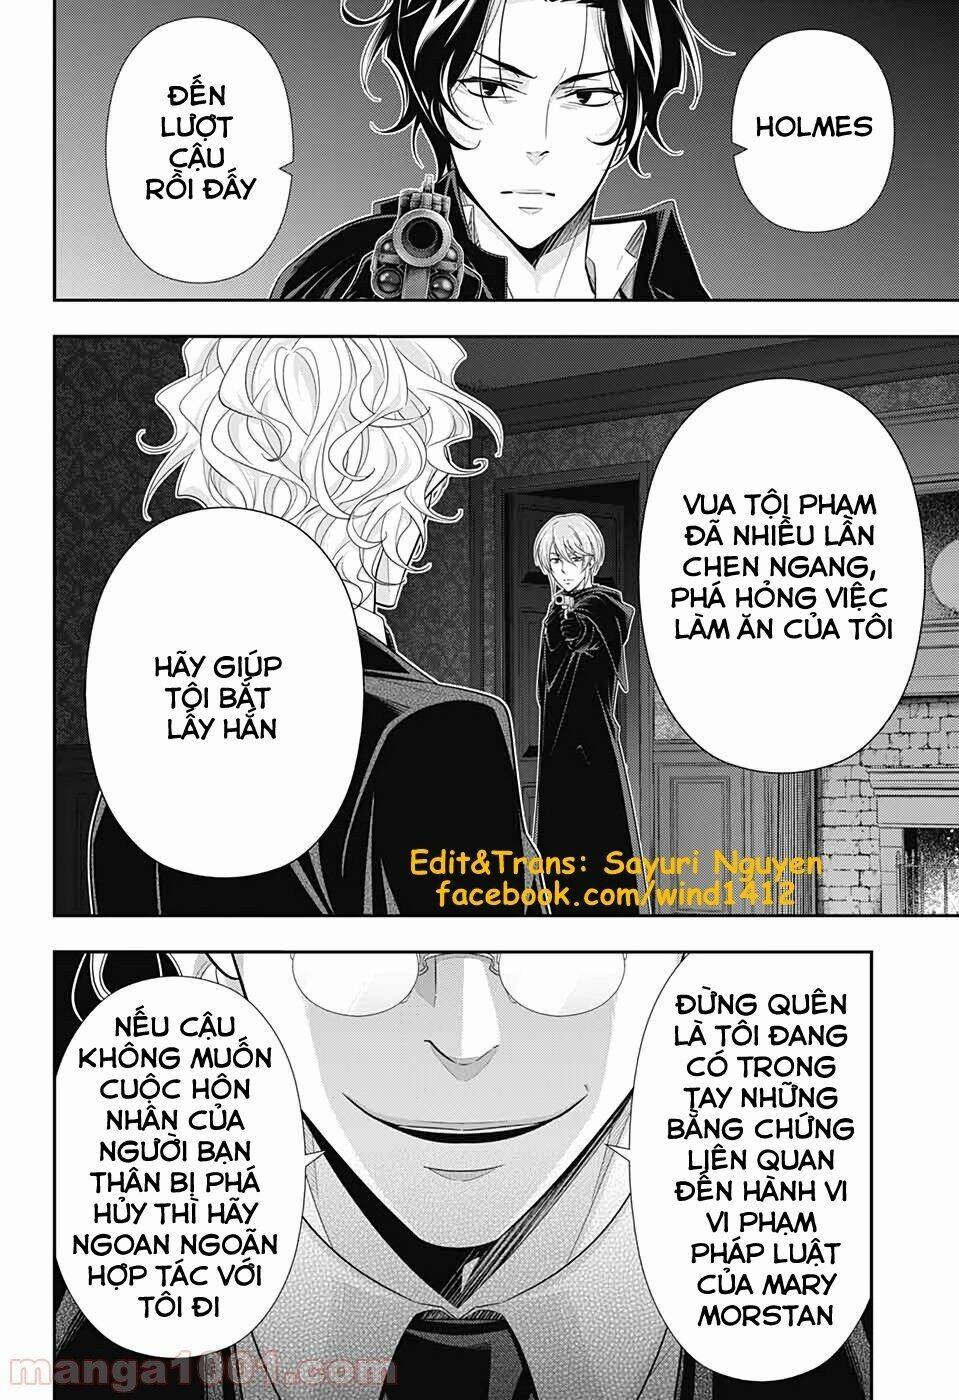 HOLMES
ĐẾN
LƯỢT
CẬU
RỒI ĐẤY
VUA TỘI PHẠM
ĐÃ NHIỀU LẦN
CHEN NGANG,
PHÁ HỎNG VIỆC
LÀM ĂN CỦA TÔI
HÃY GIÚP
TÔI BẮT
LẤY HẮN
Edit&Trans: Sayuri Nguyen
facebook.com/wind1412
ĐỪNG QUÊN
LÀ TÔI ĐANG
CÓ TRONG
TAY NHỮNG
BẰNG CHỨNG
LIÊN QUAN
ĐẾN HÀNH VI
VI PHẠM
PHÁP LUẬT
CỦA MARY
MORSTAN
NẾU CẬU
KHÔNG MUỐN
CUỘC HÔN
NHÂN CỦA
NGƯỜI BẠN
THÂN BỊ PHÁ
HỦY THÌ HÃY
NGOAN NGOÃN
HỢP TÁC VỚI
TÔI ĐI
manga1001.com